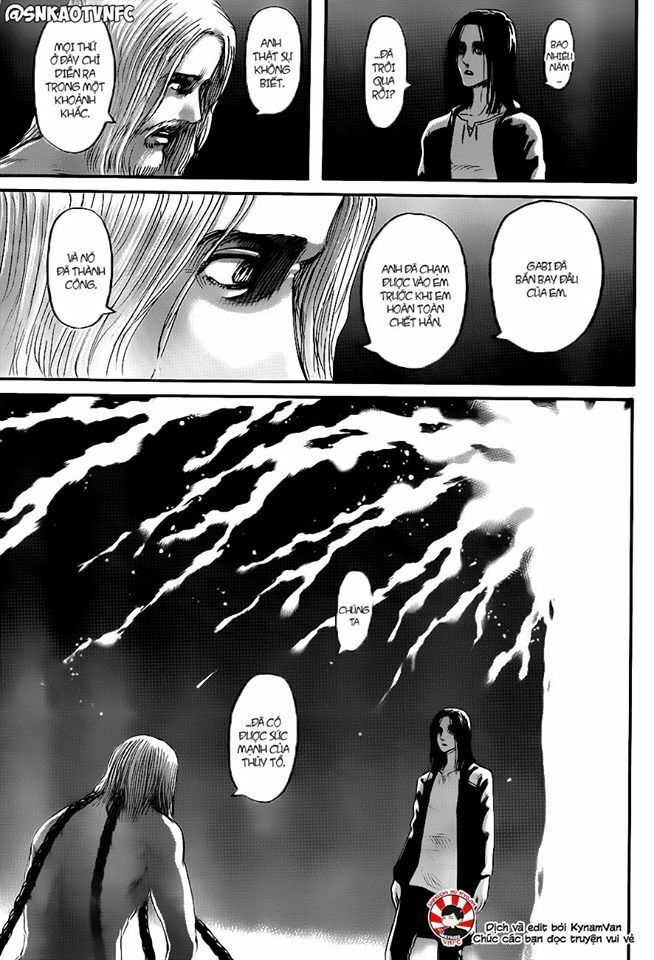 @SNKAOTVNFC
BAO
NHIÊU
NĂM
...ĐÃ
TRÔI
QUA
RỒI?
ANH
THẬT SỰ
KHÔNG
BIẾT.
MỌI THỨ
Ở ĐÂY CHỈ
DIỄN RA
TRONG MỘT
KHOẢNH
KHẮC.
GABI ĐÃ
BẮN BAY ĐẦU
CỦA EM.
ANH ĐÃ CHẠM
ĐƯỢC VÀO EM
TRƯỚC KHI EM
HOÀN TOÀN
CHẾT HẲN.
VÀ NÓ
ĐÃ THÀNH
CÔNG.
CHÚNG
TA
...ĐÃ CÓ
ĐƯỢC SỨC
MẠNH CỦA
THỦY TỔ.
VNFC
Dịch và edit bởi KynamVan
Chúc các bạn đọc truyện vui vẻ